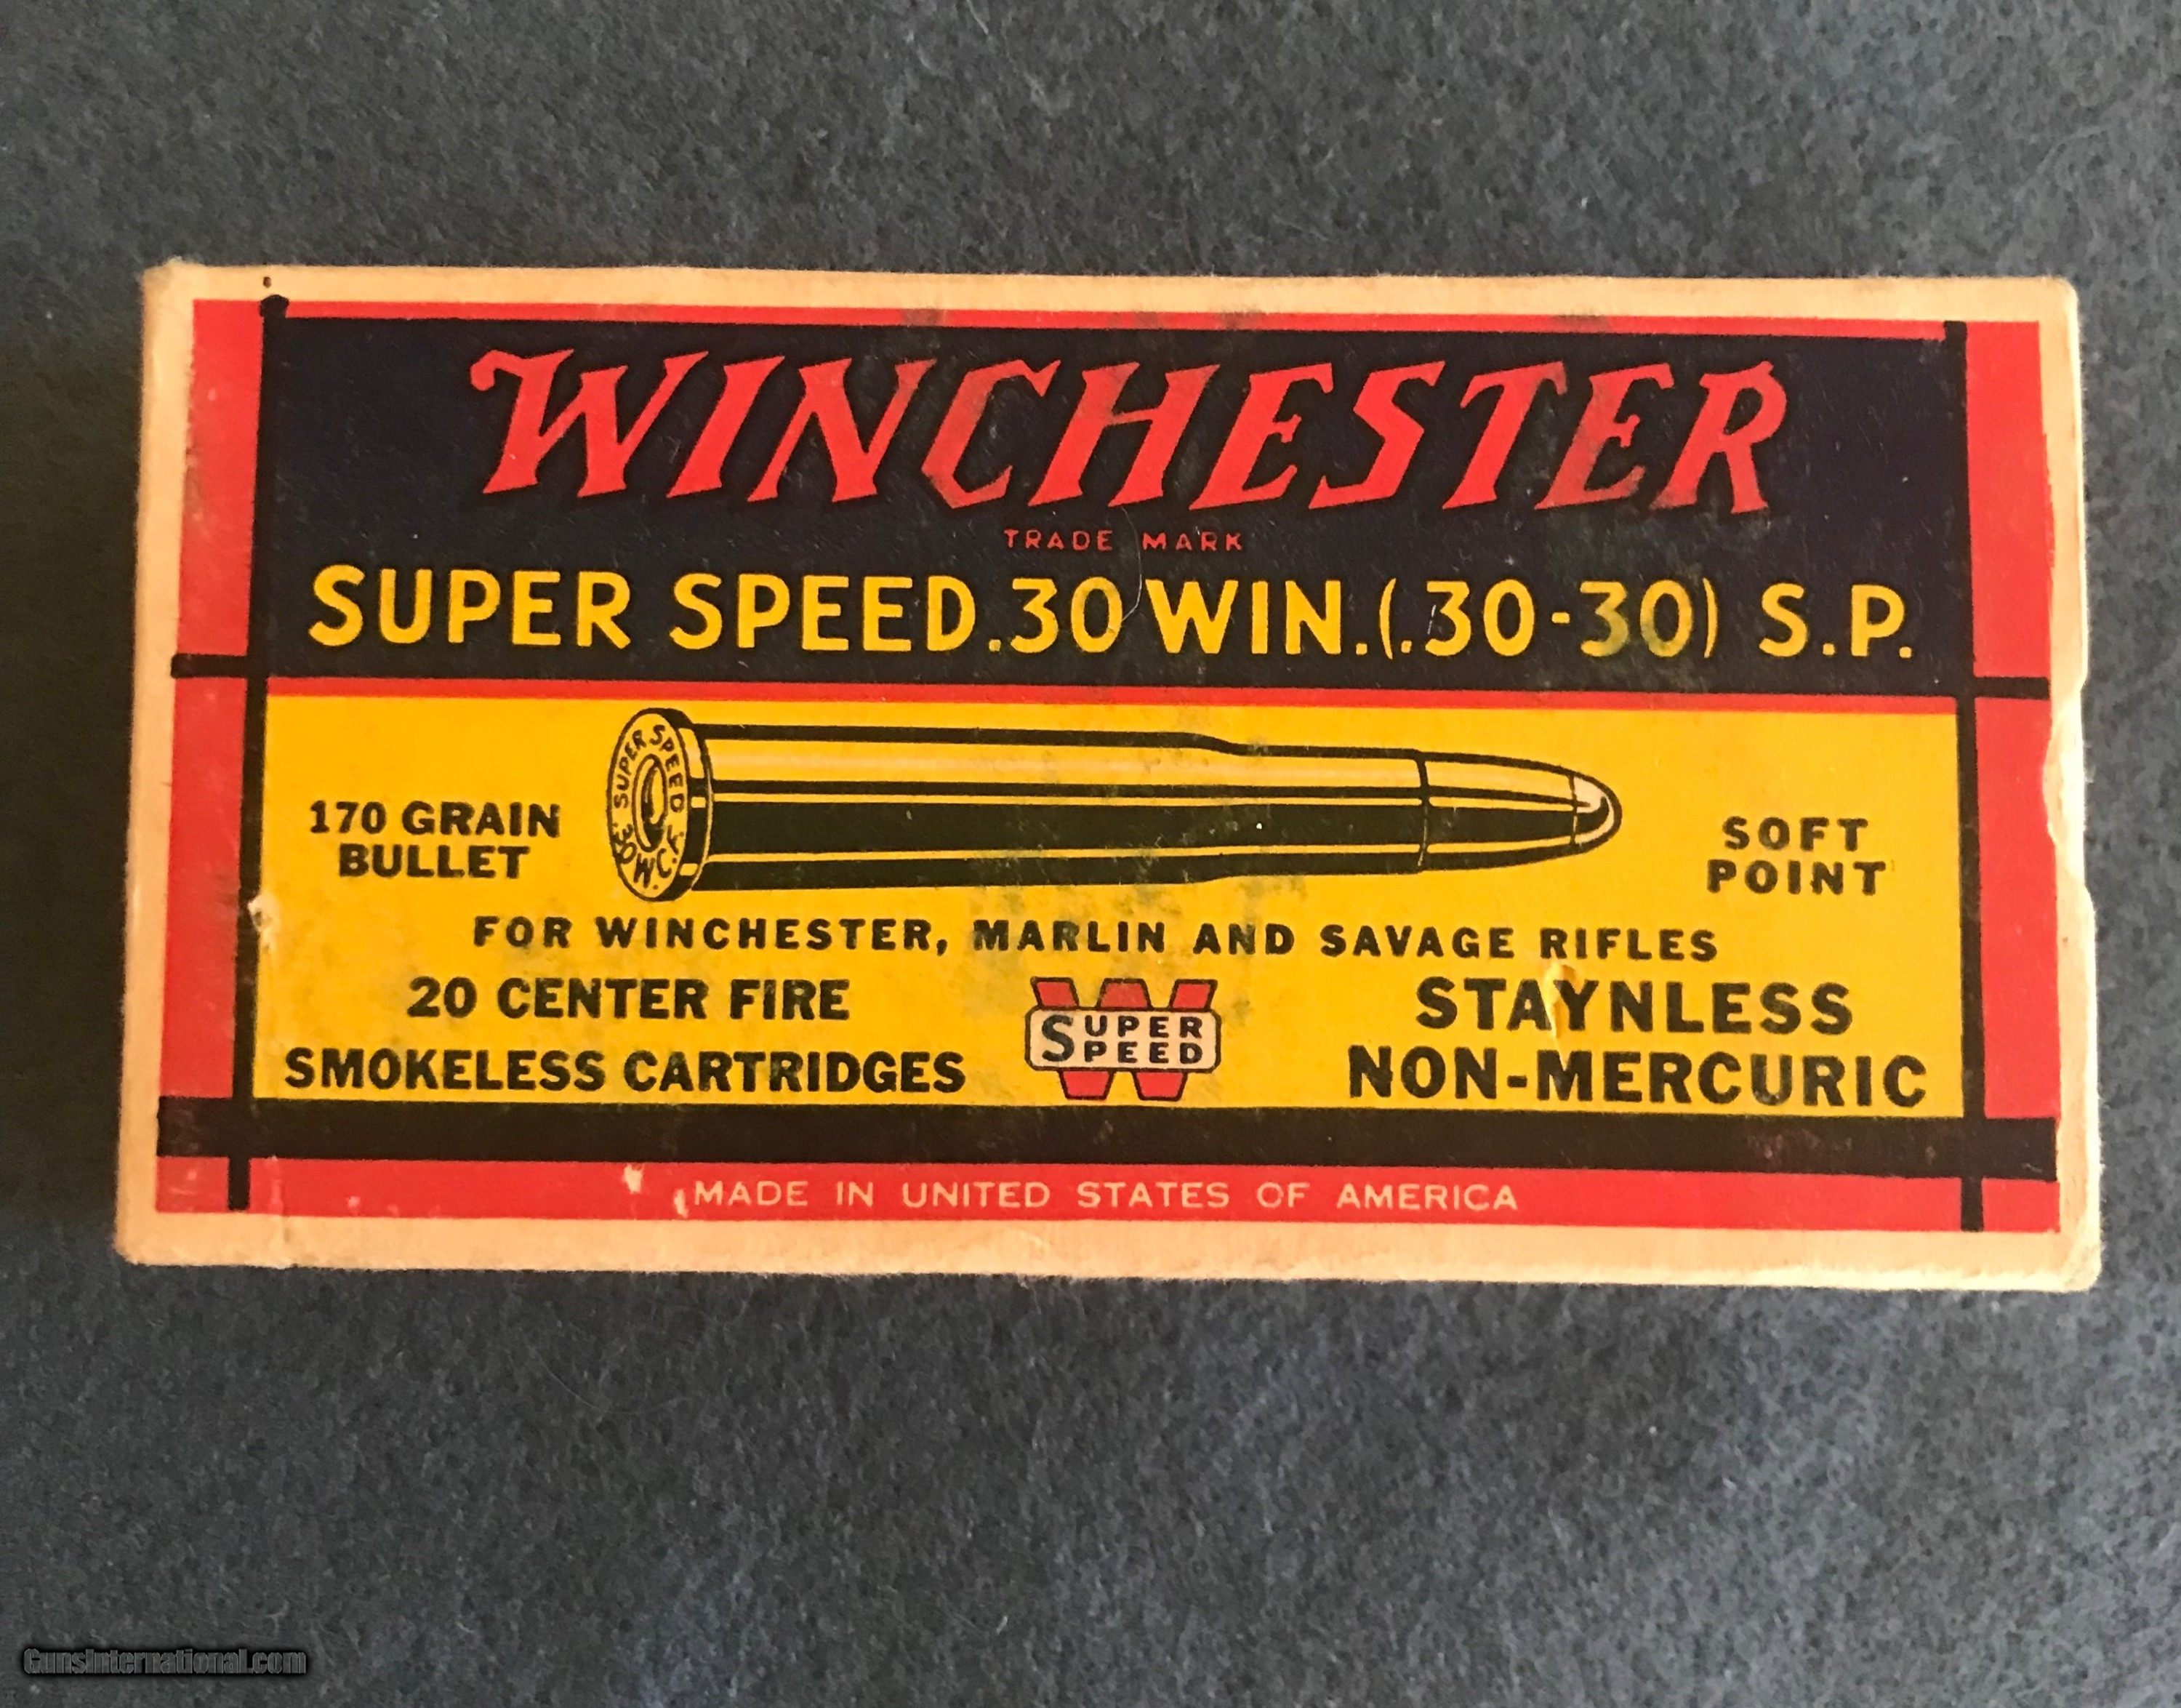 WINCHESTER
TRADE MARK
SUPER SPEED .30 WIN. (.30-30) S.P.
SUPER SPEED
.30 W.C.F.
170 GRAIN
BULLET
SOFT
POINT
FOR WINCHESTER, MARLIN AND SAVAGE RIFLES
20 CENTER FIRE
SMOKELESS CARTRIDGES
SUPER
SPEED
STAYNLESS
NON-MERCURIC
MADE IN UNITED STATES OF AMERICA
GunsInternational.com